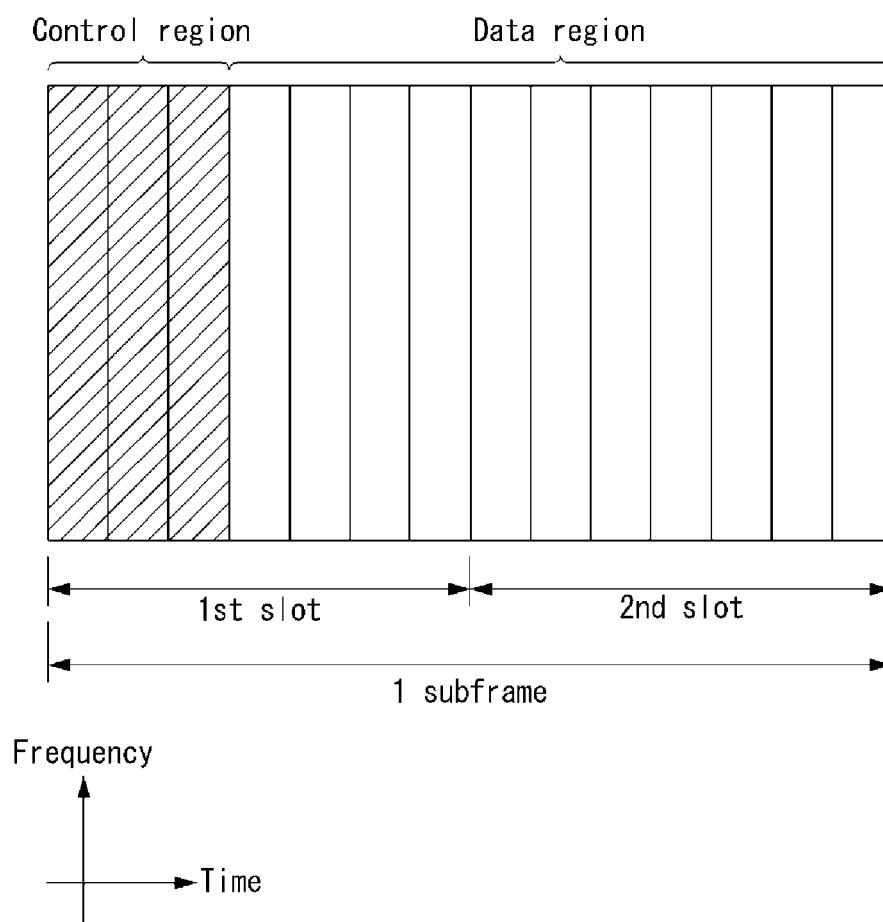 Control region
Data region
1st slot
2nd slot
1 subframe
Frequency
Time